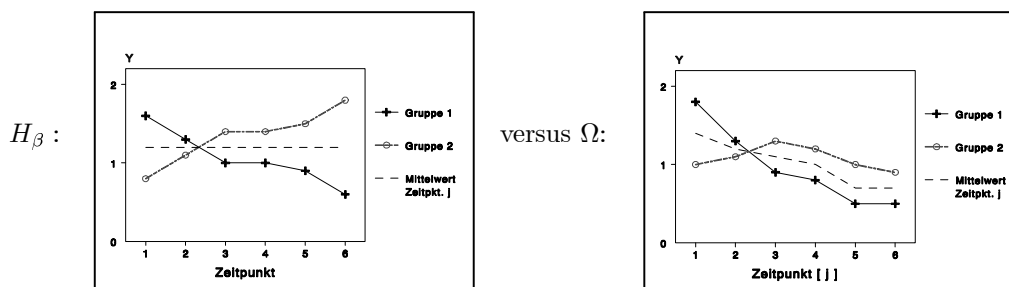 H_β :
Y
2
1
0
1 2 3 4 5 6
Zeitpunkt
Gruppe 1
Gruppe 2
Mittelwert
Zeitpkt. j
versus Ω:
Y
2
1
0
1 2 3 4 5 6
Zeitpunkt [ j ]
Gruppe 1
Gruppe 2
Mittelwert
Zeitpkt. j